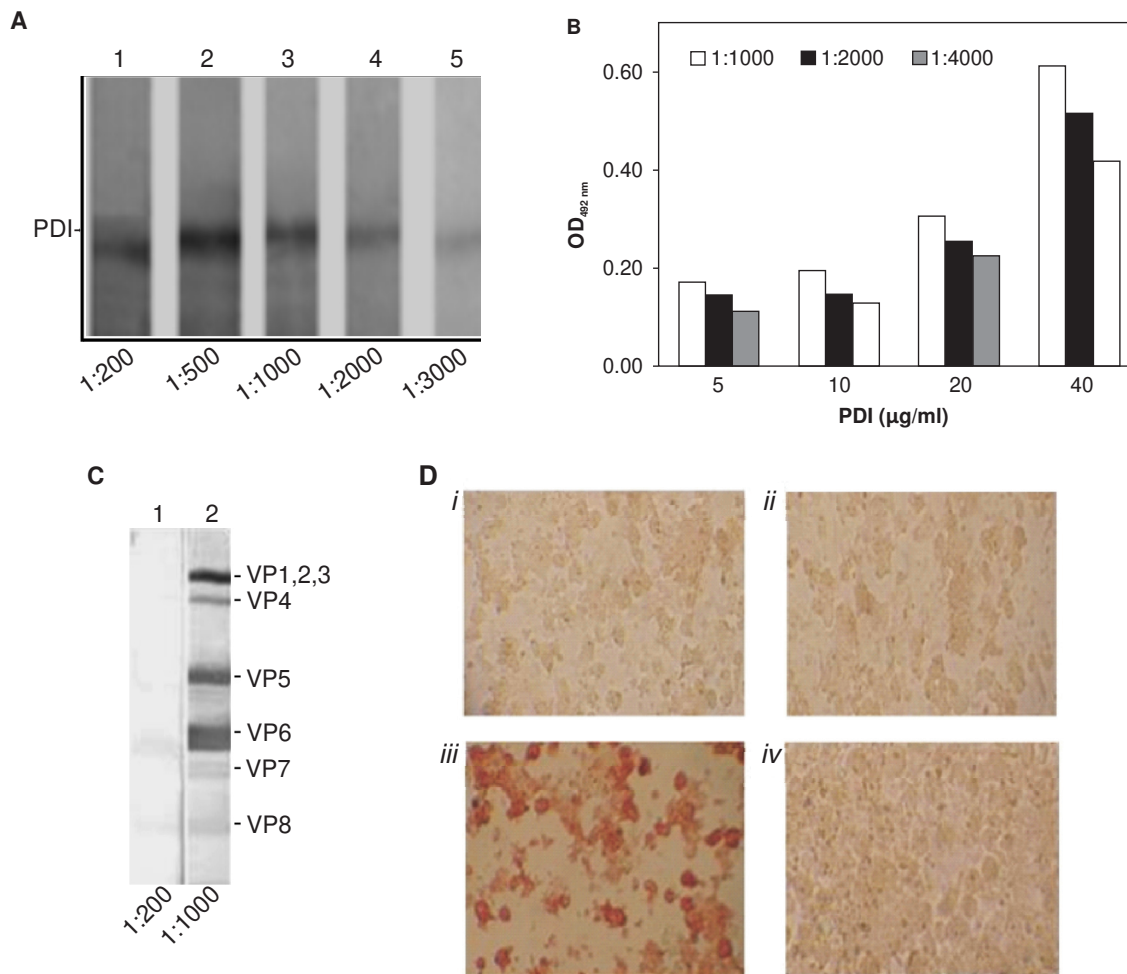 A
1 2 3 4 5
PDI-
1:200 1:500 1:1000 1:2000 1:3000
B
1:1000 1:2000 1:4000
0.60
0.40
0.20
0.00
OD492 nm
5 10 20 40
PDI (µg/ml)
C
1 2
VP1,2,3
VP4
VP5
VP6
VP7
VP8
1:200 1:1000
D
i ii
iii iv